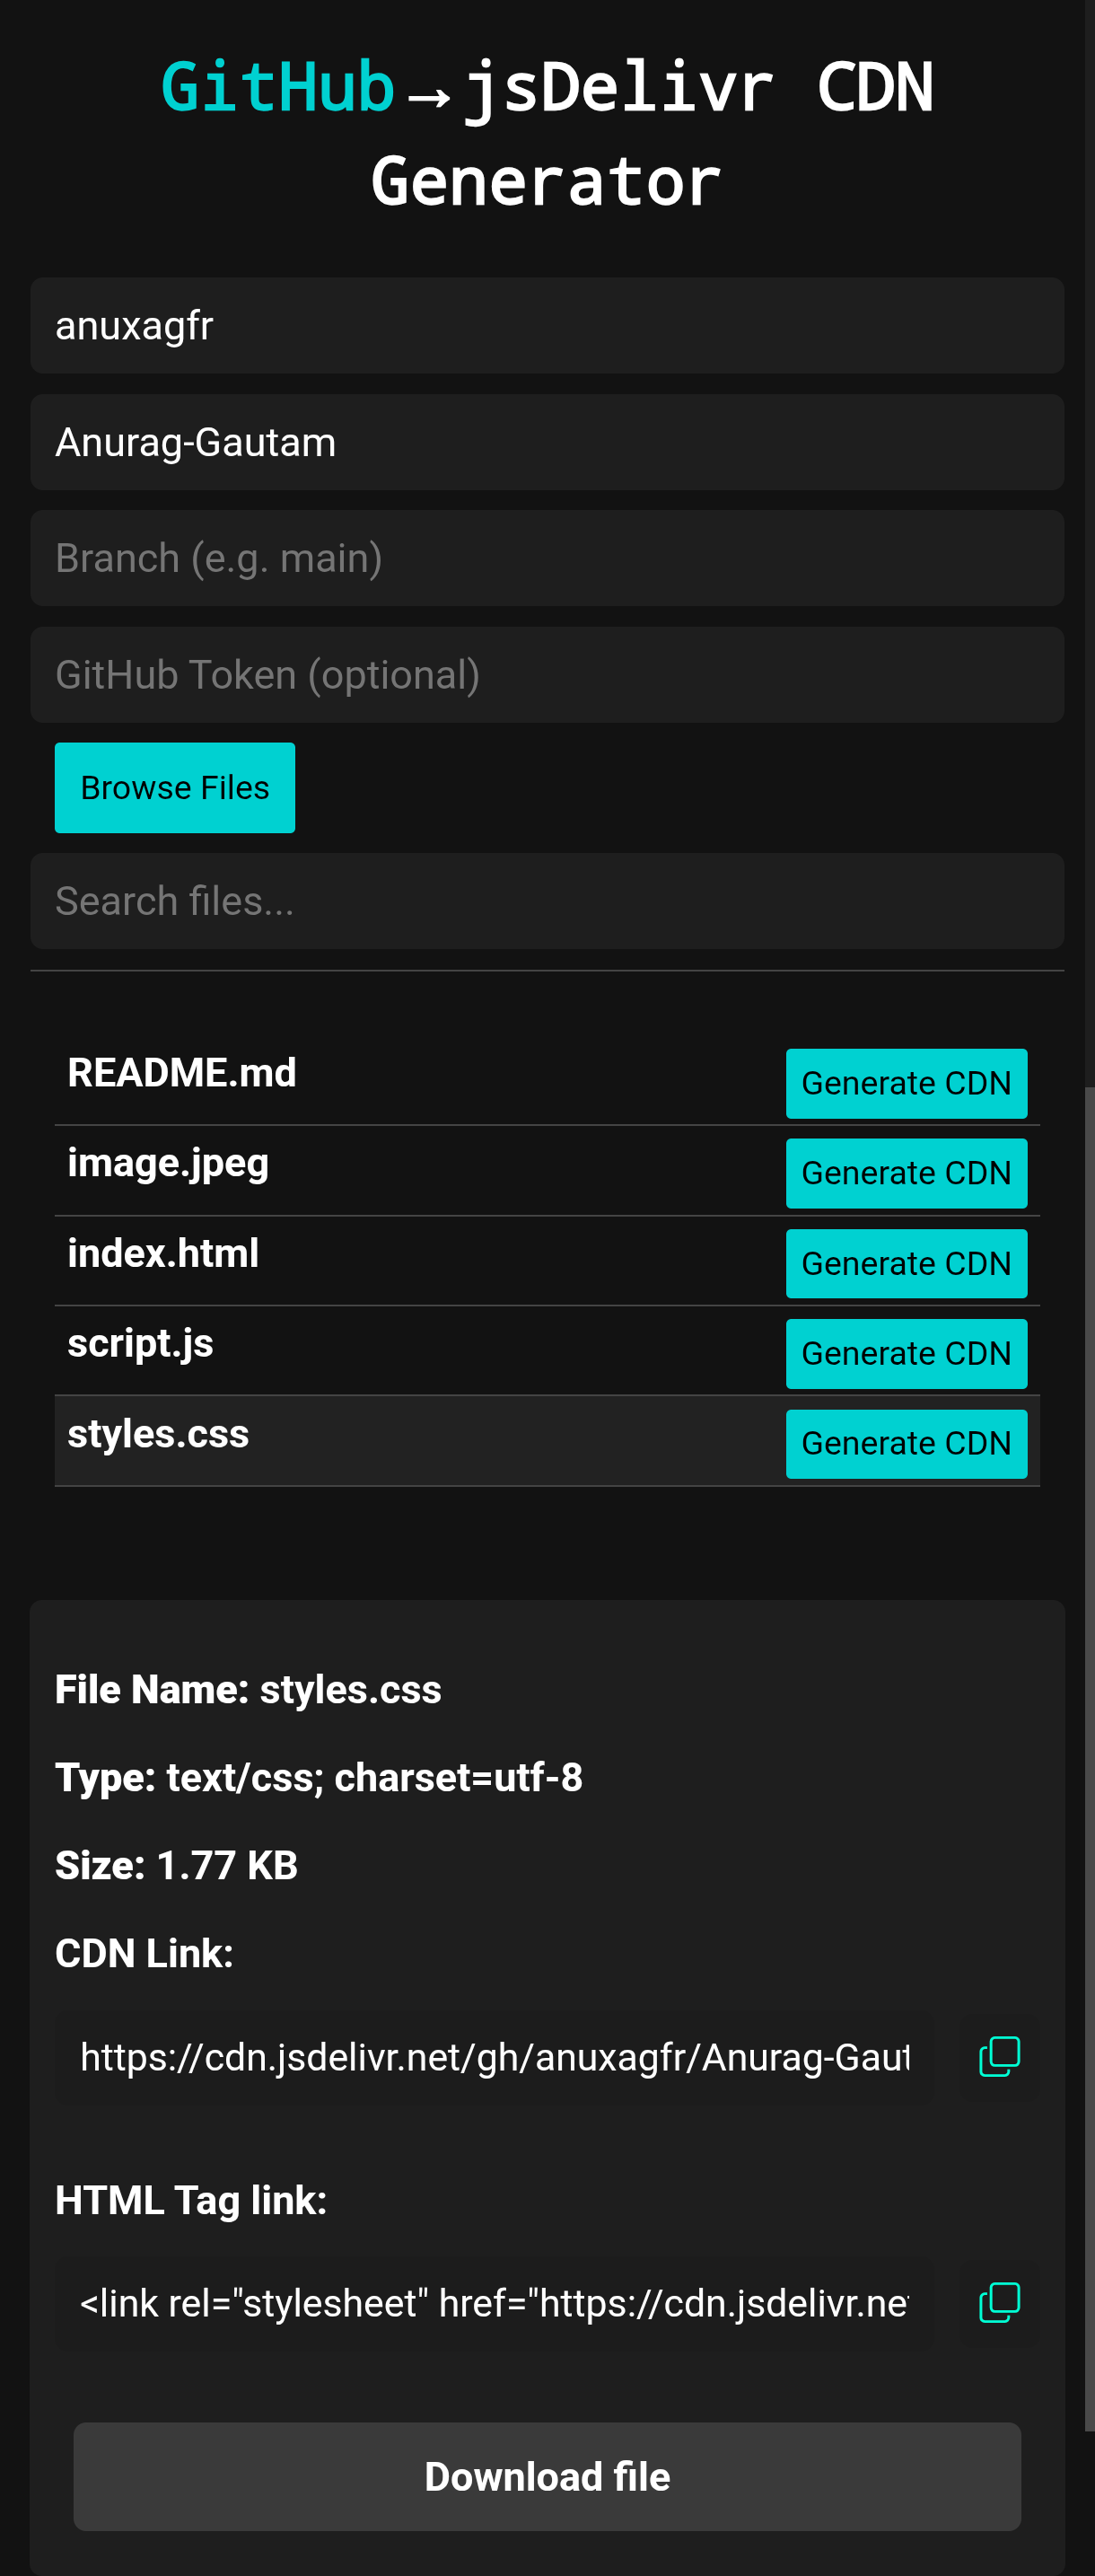 GitHub→jsDelivr CDN
Generator
anuxagfr
Anurag-Gautam
Branch (e.g. main)
GitHub Token (optional)
Browse Files
Search files...
README.md Generate CDN
image.jpeg Generate CDN
index.html Generate CDN
script.js Generate CDN
styles.css Generate CDN
File Name: styles.css
Type: text/css; charset=utf-8
Size: 1.77 KB
CDN Link:
https://cdn.jsdelivr.net/gh/anuxagfr/Anurag-Gaut
HTML Tag link:
<link rel="stylesheet" href="https://cdn.jsdelivr.ne
Download file